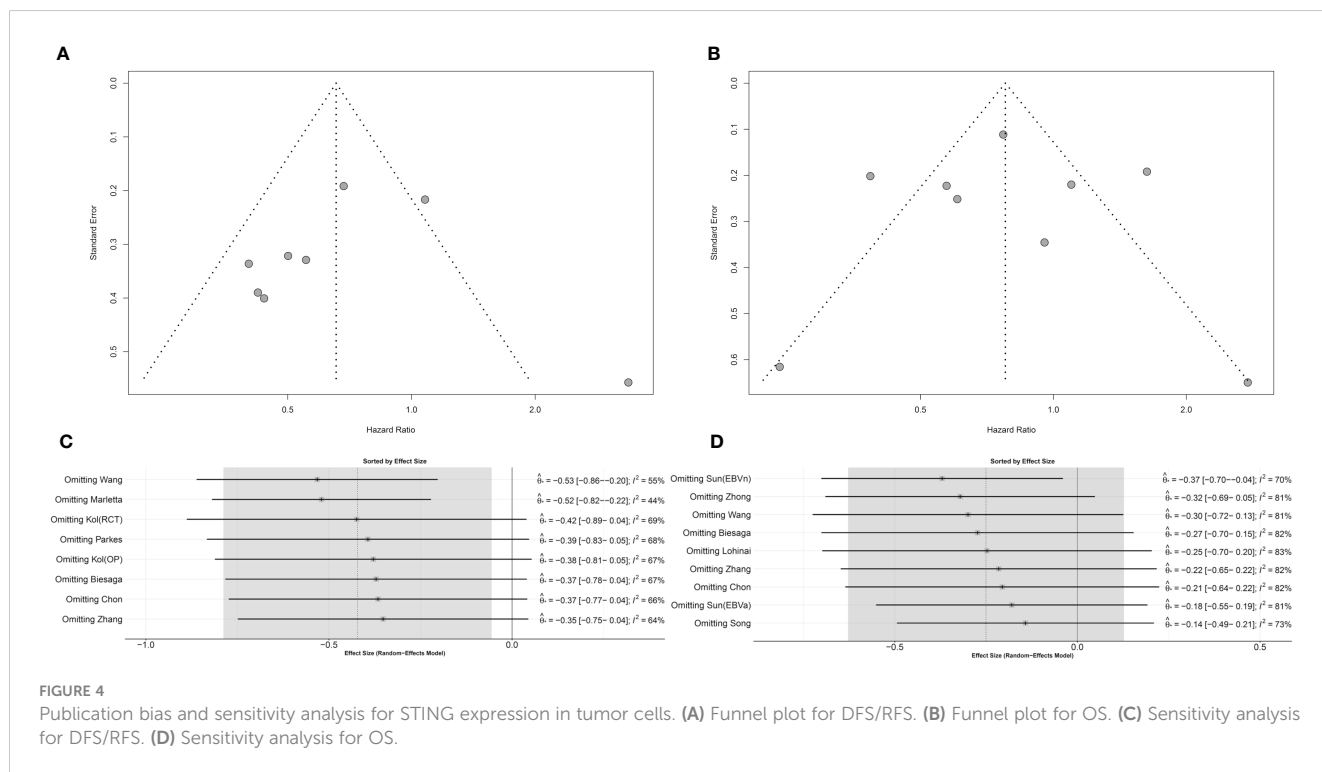 A
0.0
0.1
0.2
0.3
0.4
0.5
Standard Error
0.5
1.0
2.0
Hazard Ratio
B
0.0
0.1
0.2
0.3
0.4
0.5
0.6
Standard Error
0.5
1.0
2.0
Hazard Ratio
C
Sorted by Effect Size
Omitting Wang θ̂* = −0.53 [−0.86−−0.20]; I² = 55%
Omitting Marletta θ̂* = −0.52 [−0.82−−0.22]; I² = 44%
Omitting Kol(RCT) θ̂* = −0.42 [−0.89− 0.04]; I² = 69%
Omitting Parkes θ̂* = −0.39 [−0.83− 0.05]; I² = 68%
Omitting Kol(OP) θ̂* = −0.38 [−0.81− 0.05]; I² = 67%
Omitting Biesaga θ̂* = −0.37 [−0.78− 0.04]; I² = 67%
Omitting Chon θ̂* = −0.37 [−0.77− 0.04]; I² = 66%
Omitting Zhang θ̂* = −0.35 [−0.75− 0.04]; I² = 64%
−1.0 −0.5 0.0
Effect Size (Random−Effects Model)
D
Sorted by Effect Size
Omitting Sun(EBVn) θ̂* = −0.37 [−0.70−−0.04]; I² = 70%
Omitting Zhong θ̂* = −0.32 [−0.69− 0.05]; I² = 81%
Omitting Wang θ̂* = −0.30 [−0.72− 0.13]; I² = 81%
Omitting Biesaga θ̂* = −0.27 [−0.70− 0.15]; I² = 82%
Omitting Lohinai θ̂* = −0.25 [−0.70− 0.20]; I² = 83%
Omitting Zhang θ̂* = −0.22 [−0.65− 0.22]; I² = 82%
Omitting Chon θ̂* = −0.21 [−0.64− 0.22]; I² = 82%
Omitting Sun(EBVa) θ̂* = −0.18 [−0.55− 0.19]; I² = 81%
Omitting Song θ̂* = −0.14 [−0.49− 0.21]; I² = 73%
−0.5 0.0 0.5
Effect Size (Random−Effects Model)
FIGURE 4
Publication bias and sensitivity analysis for STING expression in tumor cells. (A) Funnel plot for DFS/RFS. (B) Funnel plot for OS. (C) Sensitivity analysis
for DFS/RFS. (D) Sensitivity analysis for OS.